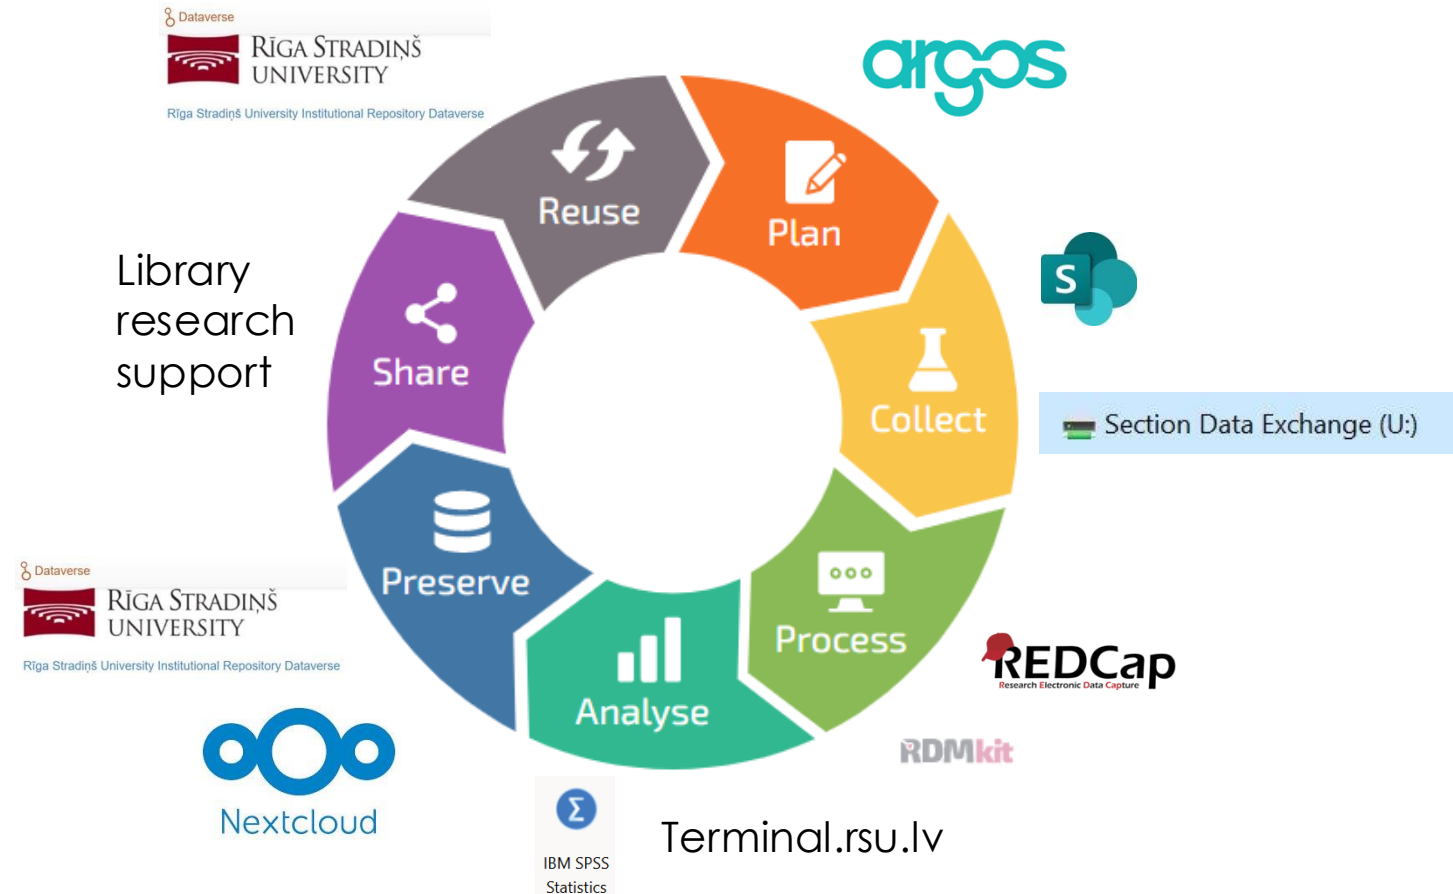 Dataverse
RĪGA STRADIŅŠ
UNIVERSITY
Rīga Stradiņš University Institutional Repository Dataverse
argos
Reuse
Plan
Library
research
support
S
Share
Collect
Section Data Exchange (U:)
Preserve
Process
Dataverse
RĪGA STRADIŅŠ
UNIVERSITY
Rīga Stradiņš University Institutional Repository Dataverse
REDCap
Research Electronic Data Capture
Analyse
RDMkit
Nextcloud
Σ
IBM SPSS
Statistics
Terminal.rsu.lv